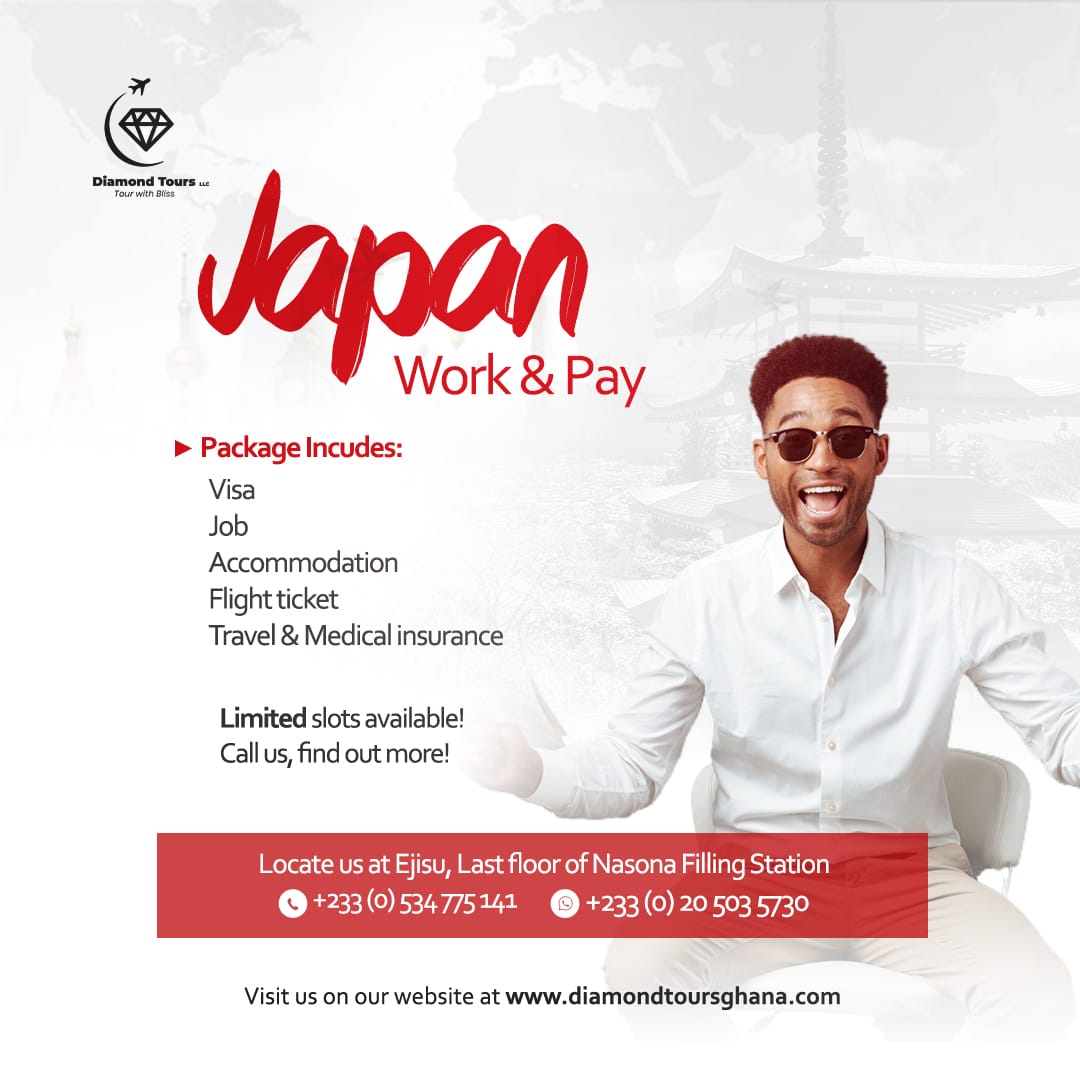 Diamond Tours LLC
Tour with Bliss
Japan
Work & Pay
Package Incudes:
Visa
Job
Accommodation
Flight ticket
Travel & Medical insurance
Limited slots available!
Call us, find out more!
Locate us at Ejisu, Last floor of Nasona Filling Station
+233 (0) 534 775 141 +233 (0) 20 503 5730
Visit us on our website at www.diamondtoursghana.com